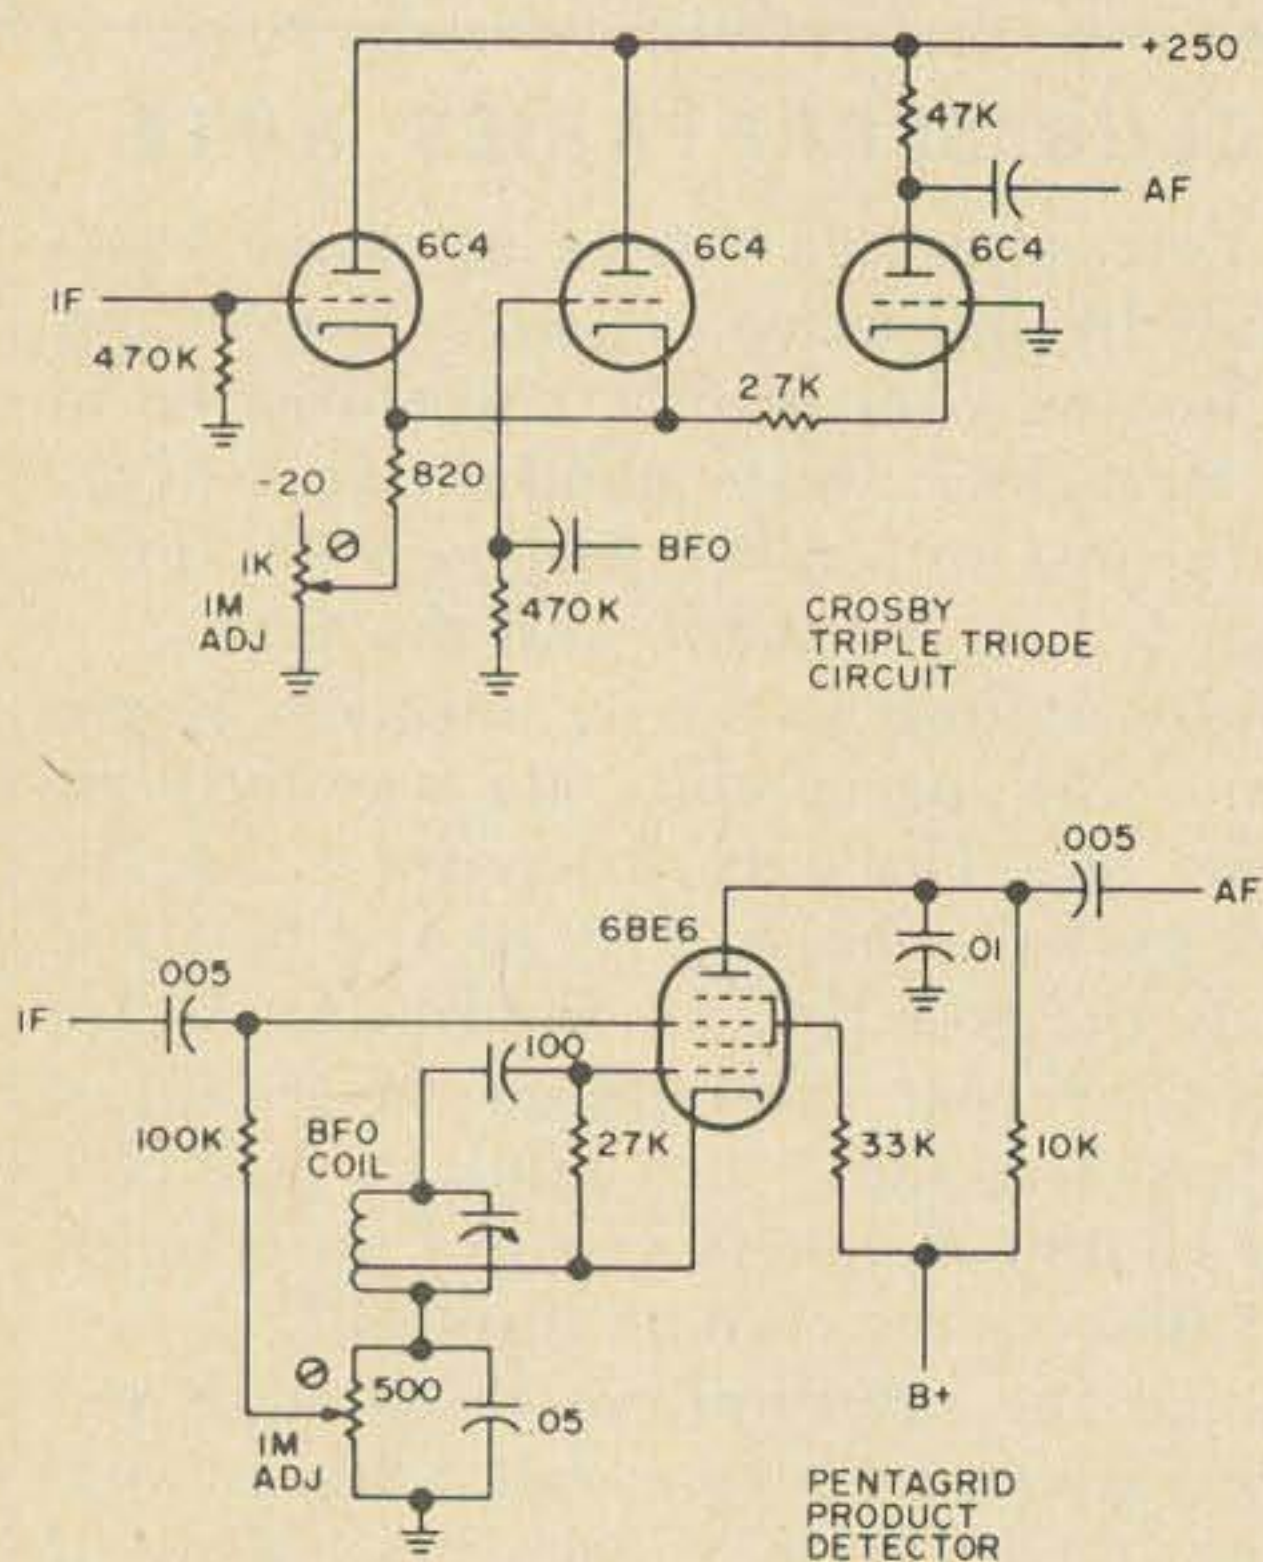 +250
47K
AF
6C4
6C4
6C4
IF
470K
2.7K
-20
820
1K
IM
ADJ
BFO
470K
CROSBY
TRIPLE TRIODE
CIRCUIT
.005
AF
6BE6
.01
.005
IF
100
100K
BFO
COIL
27K
33K
10K
500
.05
IM
ADJ
B+
PENTAGRID
PRODUCT
DETECTOR